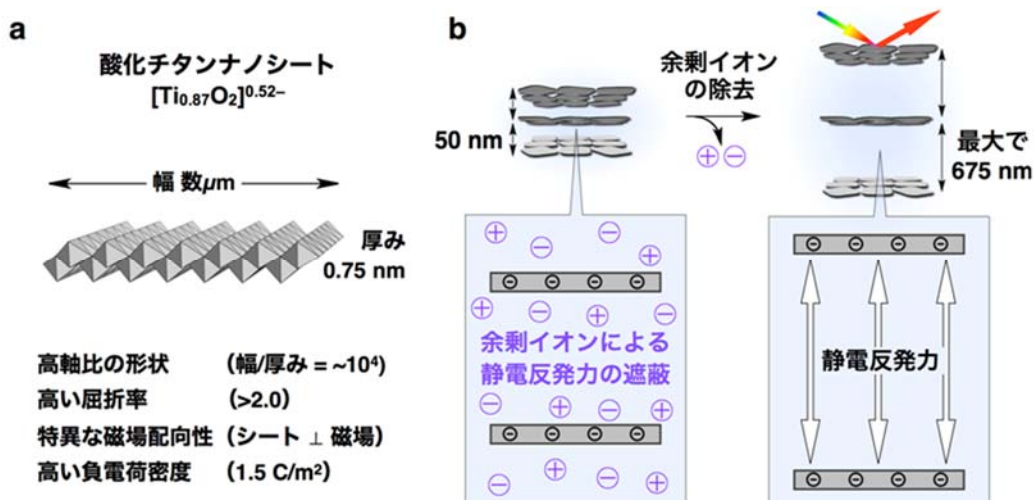 a
酸化チタンナノシート
[Ti0.87O2]0.52–
幅 数μm
厚み
0.75 nm
高軸比の形状 (幅/厚み = ~10⁴)
高い屈折率 (>2.0)
特異な磁場配向性 (シート ⊥ 磁場)
高い負電荷密度 (1.5 C/m²)
b
50 nm
余剰イオン
の除去
⊕ ⊖
最大で
675 nm
余剰イオンによる
静電反発力の遮蔽
静電反発力